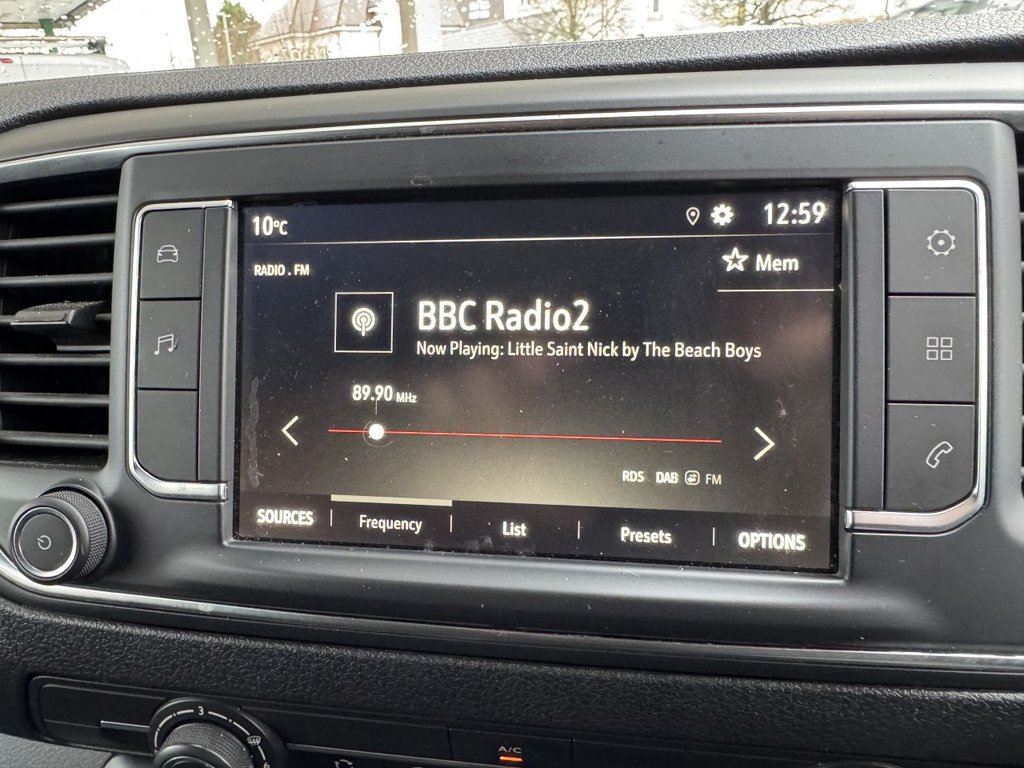 10°C
12:59
RADIO . FM
Mem
BBC Radio2
Now Playing: Little Saint Nick by The Beach Boys
89.90 MHz
RDS DAB FM
SOURCES Frequency List Presets OPTIONS
3
A/C